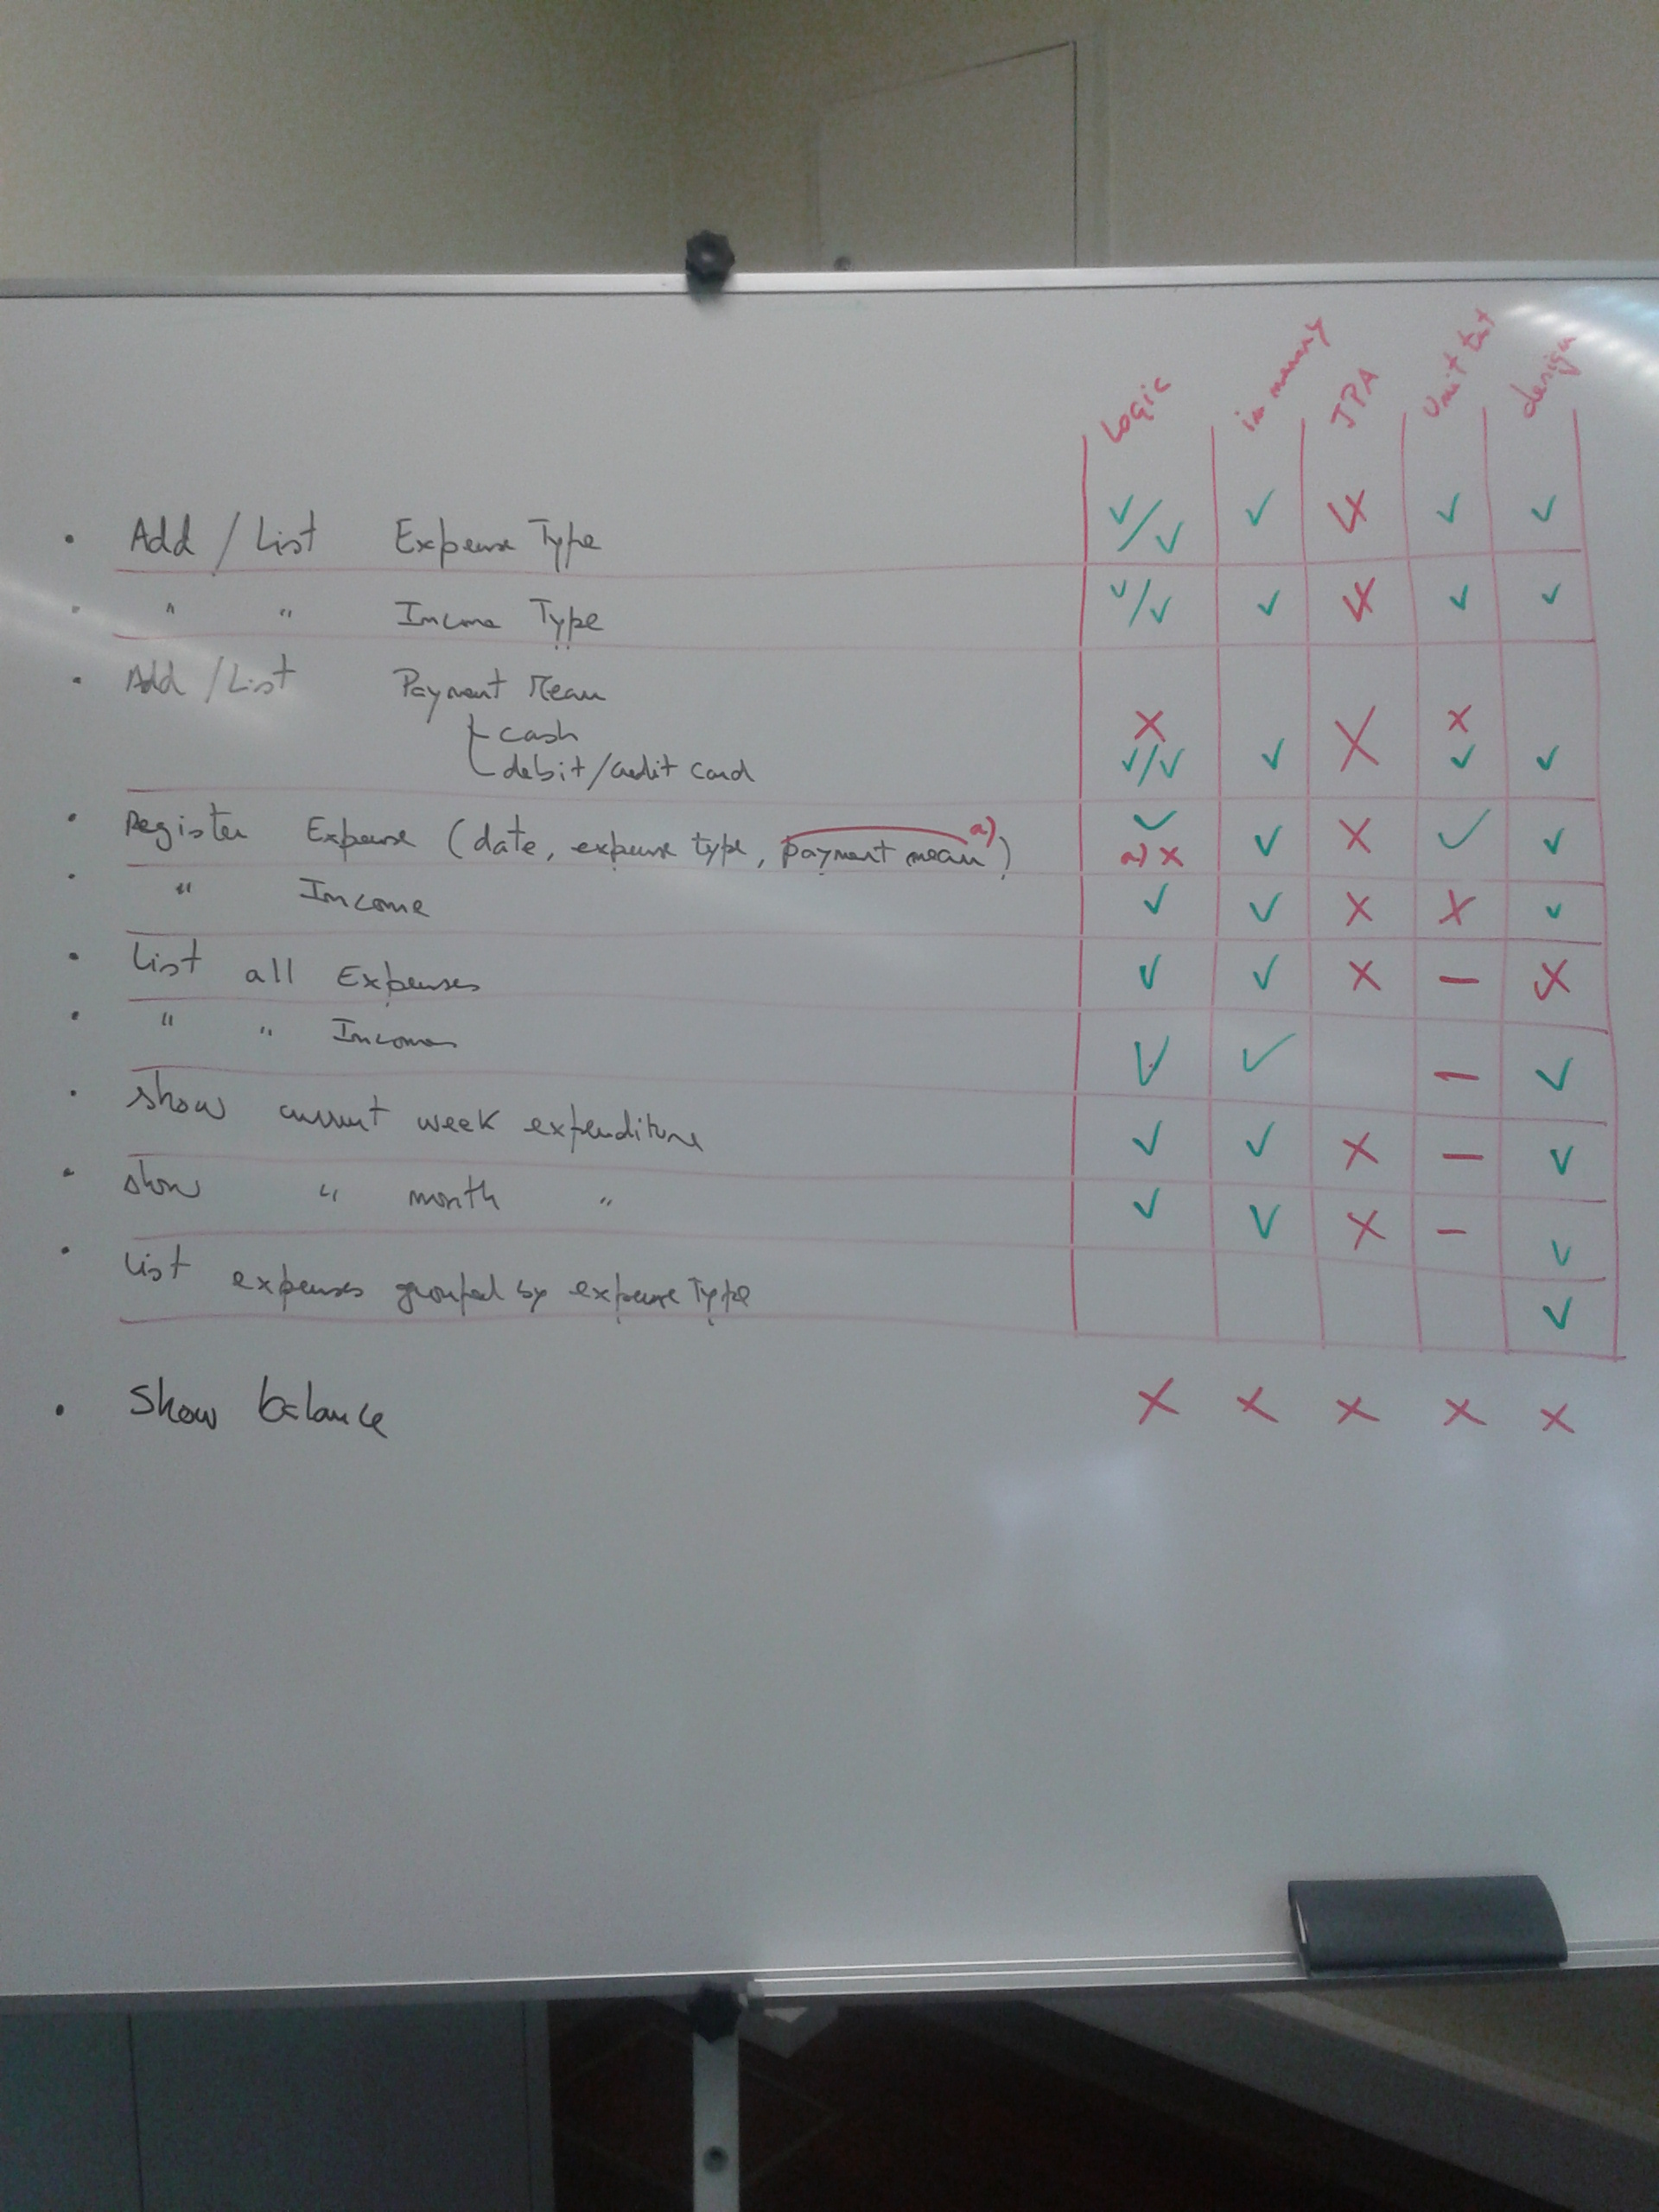 Logic in memory JPA Unit test design
• Add / List Expense Type ✓/✓ ✓ X ✓ ✓
• " " Income Type ✓/✓ ✓ X ✓ ✓
• Add / List Payment Mean
cash X X X
debit/credit card ✓/✓ ✓ ✓ ✓
• Register Expense (date, expense type, payment mean a)) ✓ a) X ✓ X ✓ ✓
• " Income ✓ ✓ X X ✓
• List all Expenses ✓ ✓ X — X
• " " Incomes ✓ ✓ — ✓
• Show current week expenditure ✓ ✓ X — ✓
• show " month " ✓ ✓ X — ✓
• List expenses grouped by expense Type ✓
• Show balance X X X X X